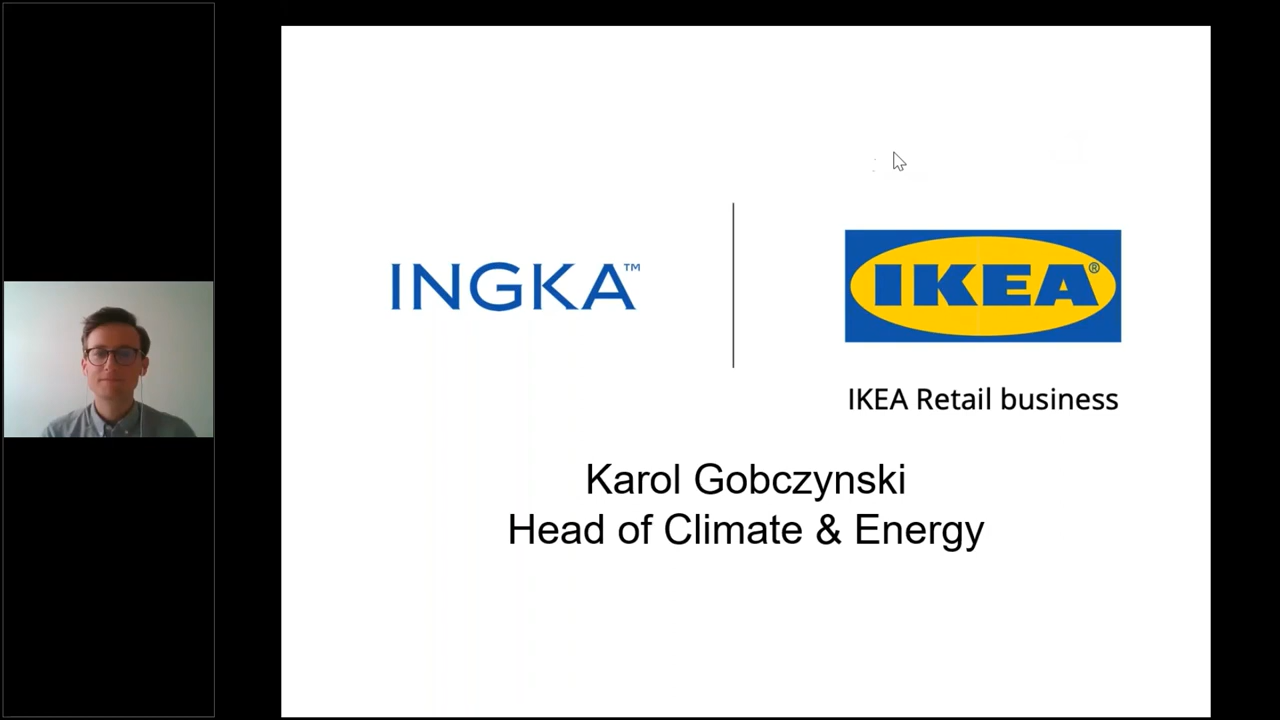 INGKA™
IKEA®
IKEA Retail business
Karol Gobczynski
Head of Climate & Energy